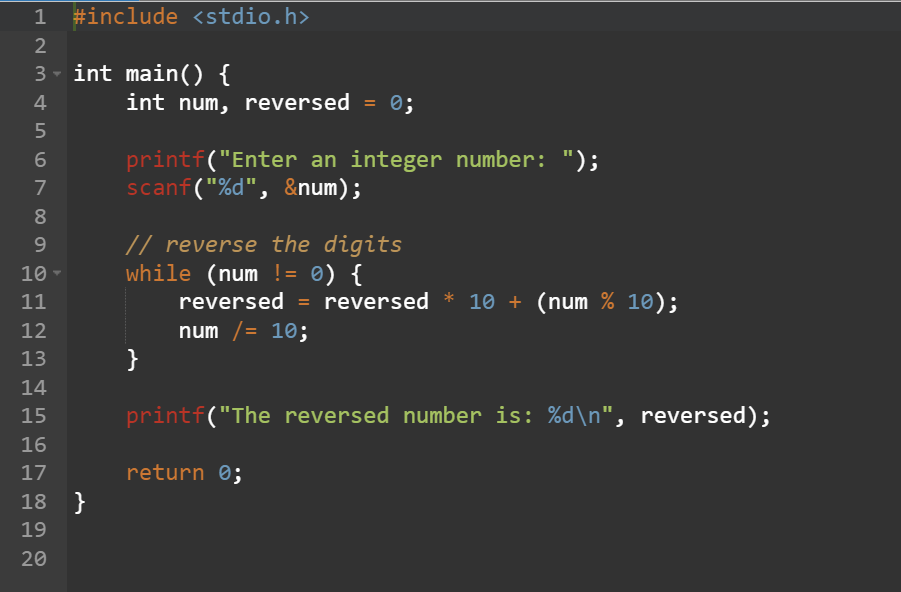 1 #include <stdio.h>
2
3 int main() {
4     int num, reversed = 0;
5
6     printf("Enter an integer number: ");
7     scanf("%d", &num);
8
9     // reverse the digits
10     while (num != 0) {
11         reversed = reversed * 10 + (num % 10);
12         num /= 10;
13     }
14
15     printf("The reversed number is: %d\n", reversed);
16
17     return 0;
18 }
19
20